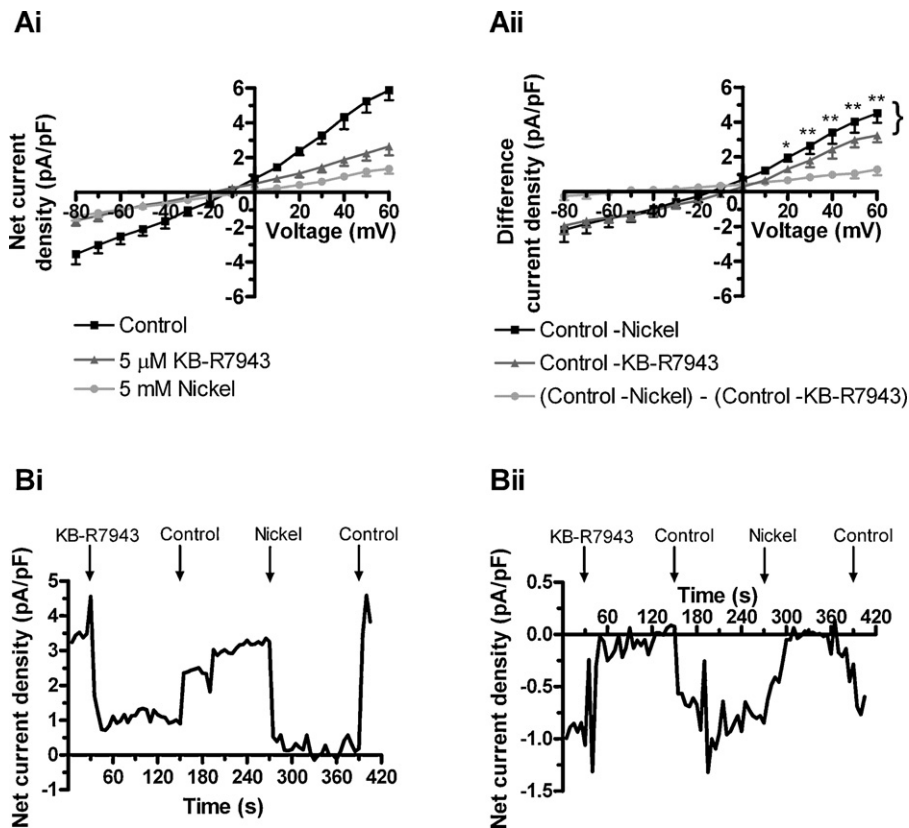 Ai
Net current
density (pA/pF)
6
4
2
0
-2
-4
-6
-80 -60 -40 -20 20 40 60
Voltage (mV)
Control
5 μM KB-R7943
5 mM Nickel
Aii
Difference
current density (pA/pF)
6
4
2
0
-2
-4
-6
-80 -60 -40 -20 20 40 60
* ** ** ** **
}
Voltage (mV)
Control -Nickel
Control -KB-R7943
(Control -Nickel) - (Control -KB-R7943)
Bi
KB-R7943 Control Nickel Control
Net current density (pA/pF)
5
4
3
2
1
0
-1
60 120 180 240 300 360 420
Time (s)
Bii
KB-R7943 Control Nickel Control
Net current density (pA/pF)
0.5
0.0
-0.5
-1.0
-1.5
Time (s)
60 120 180 240 300 360 420